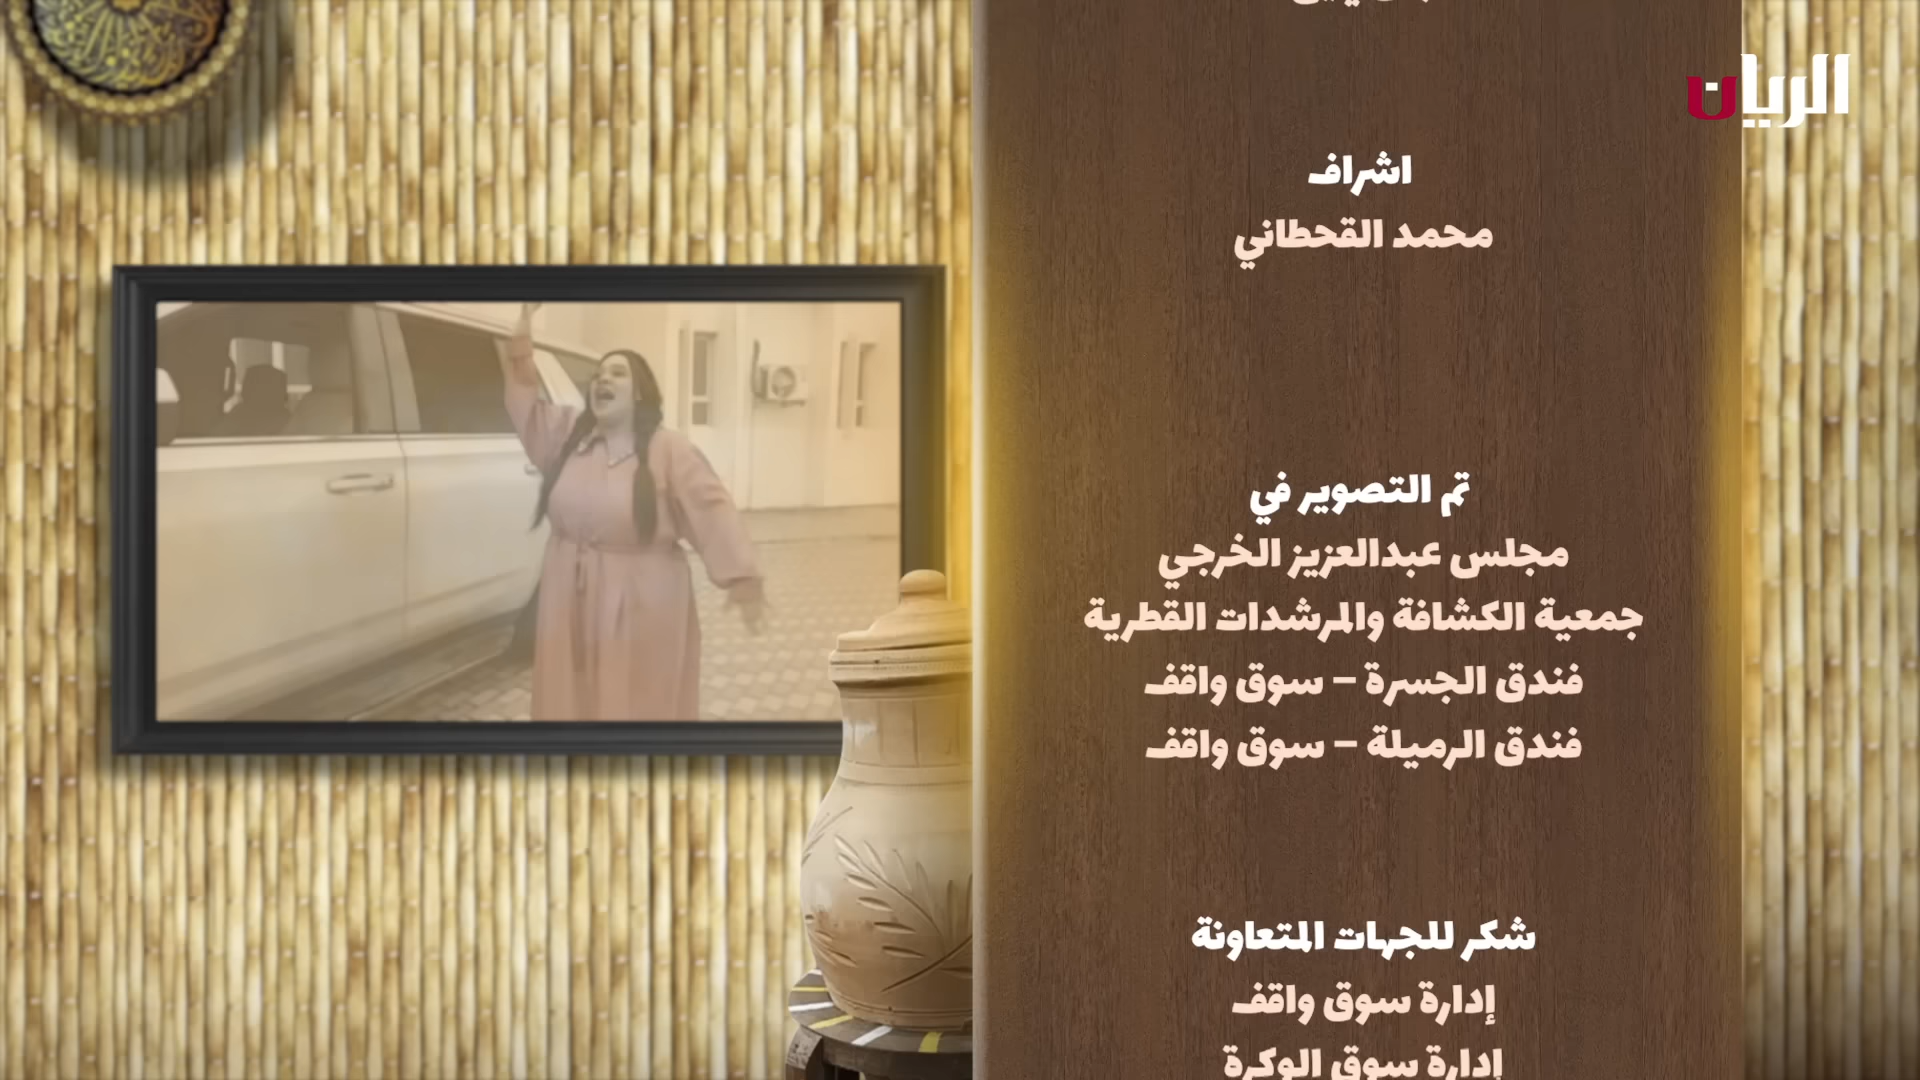 الريان
اشراف
محمد القحطاني
تم التصوير في
مجلس عبدالعزيز الخرجي
جمعية الكشافة والمرشدات القطرية
فندق الجسرة – سوق واقف
فندق الرميلة – سوق واقف
شكر للجهات المتعاونة
إدارة سوق واقف
إدارة سوق الوكرة